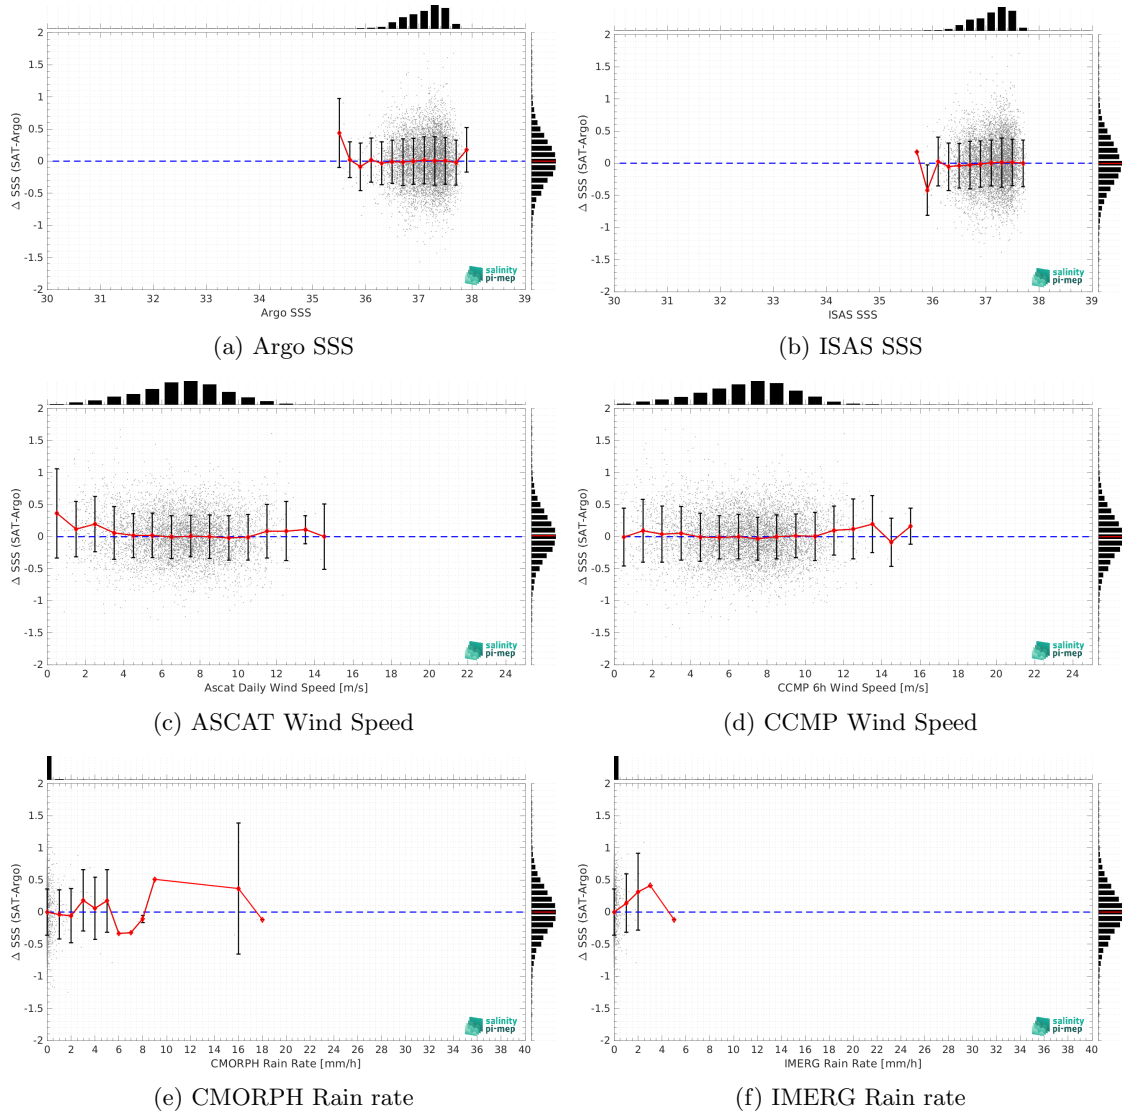 2
1.5
1
0.5
0
-0.5
-1
-1.5
-2
Δ SSS (SAT-Argo)
30 31 32 33 34 35 36 37 38 39
Argo SSS
salinity
pi-mep
(a) Argo SSS
2
1.5
1
0.5
0
-0.5
-1
-1.5
-2
Δ SSS (SAT-Argo)
30 31 32 33 34 35 36 37 38 39
ISAS SSS
salinity
pi-mep
(b) ISAS SSS
2
1.5
1
0.5
0
-0.5
-1
-1.5
-2
Δ SSS (SAT-Argo)
0 2 4 6 8 10 12 14 16 18 20 22 24
Ascat Daily Wind Speed [m/s]
salinity
pi-mep
(c) ASCAT Wind Speed
2
1.5
1
0.5
0
-0.5
-1
-1.5
-2
Δ SSS (SAT-Argo)
0 2 4 6 8 10 12 14 16 18 20 22 24
CCMP 6h Wind Speed [m/s]
salinity
pi-mep
(d) CCMP Wind Speed
2
1.5
1
0.5
0
-0.5
-1
-1.5
-2
Δ SSS (SAT-Argo)
0 2 4 6 8 10 12 14 16 18 20 22 24 26 28 30 32 34 36 38 40
CMORPH Rain Rate [mm/h]
salinity
pi-mep
(e) CMORPH Rain rate
2
1.5
1
0.5
0
-0.5
-1
-1.5
-2
Δ SSS (SAT-Argo)
0 2 4 6 8 10 12 14 16 18 20 22 24 26 28 30 32 34 36 38 40
IMERG Rain Rate [mm/h]
salinity
pi-mep
(f) IMERG Rain rate